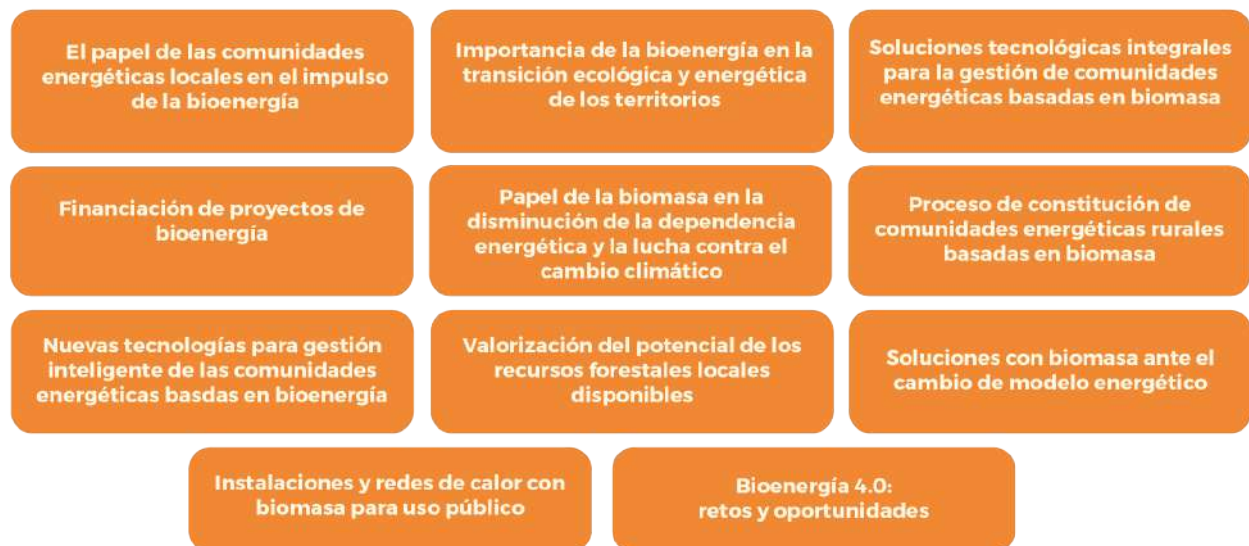 El papel de las comunidades
energéticas locales en el impulso
de la bioenergía
Importancia de la bioenergía en la
transición ecológica y energética
de los territorios
Soluciones tecnológicas integrales
para la gestión de comunidades
energéticas basadas en biomasa
Financiación de proyectos de
bioenergía
Papel de la biomasa en la
disminución de la dependencia
energética y la lucha contra el
cambio climático
Proceso de constitución de
comunidades energéticas rurales
basadas en biomasa
Nuevas tecnologías para gestión
inteligente de las comunidades
energéticas basdas en bioenergía
Valorización del potencial de los
recursos forestales locales
disponibles
Soluciones con biomasa ante el
cambio de modelo energético
Instalaciones y redes de calor con
biomasa para uso público
Bioenergía 4.0:
retos y oportunidades